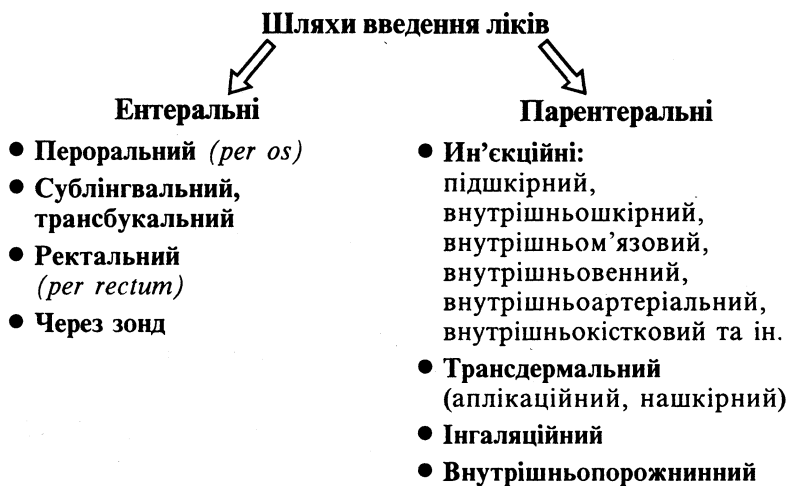 Шляхи введення ліків
Ентеральні
● Пероральний (per os)
● Сублінгвальний,
трансбукальний
● Ректальний
(per rectum)
● Через зонд
Парентеральні
● Ин’єкційні:
підшкірний,
внутрішньошкірний,
внутрішньом’язовий,
внутрішньовенний,
внутрішньоартеріальний,
внутрішньокістковий та ін.
● Трансдермальний
(аплікаційний, нашкірний)
● Інгаляційний
● Внутрішньопорожнинний